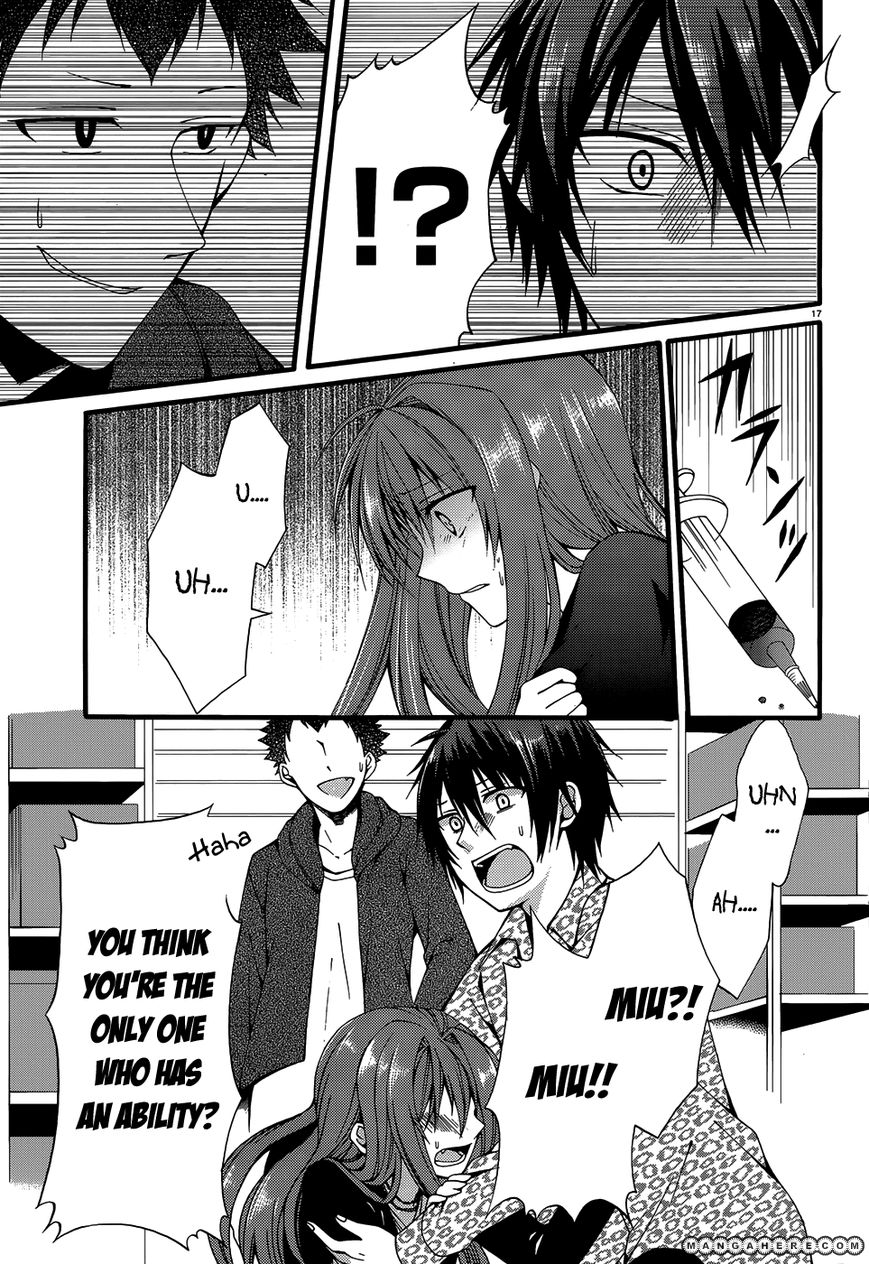 !?
17
ガラン
U....
UH...
UHN
...
AH....
MIU?!
MIU!!
Haha
YOU THINK
YOU'RE THE
ONLY ONE
WHO HAS
AN ABILITY?
MANGAHERE.COM